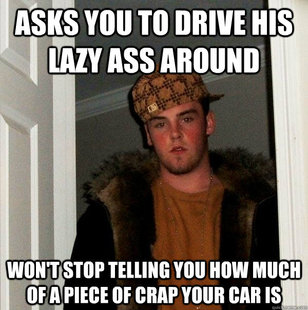 ASKS YOU TO DRIVE HIS
LAZY ASS AROUND
WON'T STOP TELLING YOU HOW MUCH
OF A PIECE OF CRAP YOUR CAR IS